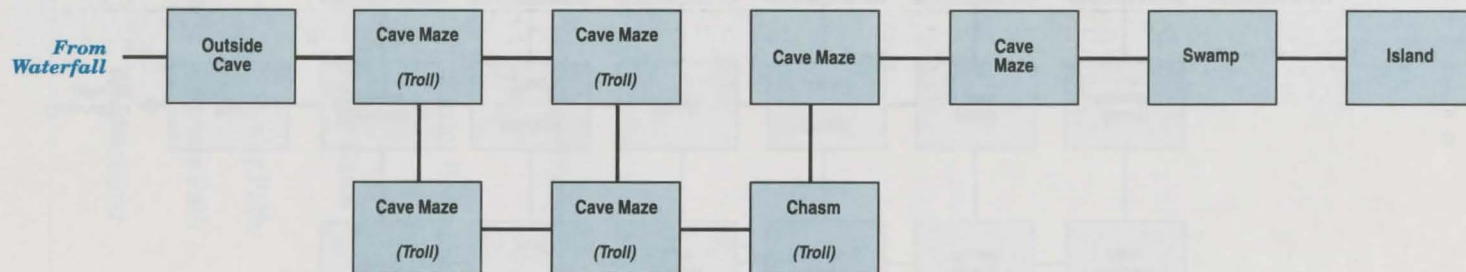 From
Waterfall
Outside
Cave
Cave Maze
(Troll)
Cave Maze
(Troll)
Cave Maze
Cave
Maze
Swamp
Island
Cave Maze
(Troll)
Cave Maze
(Troll)
Chasm
(Troll)